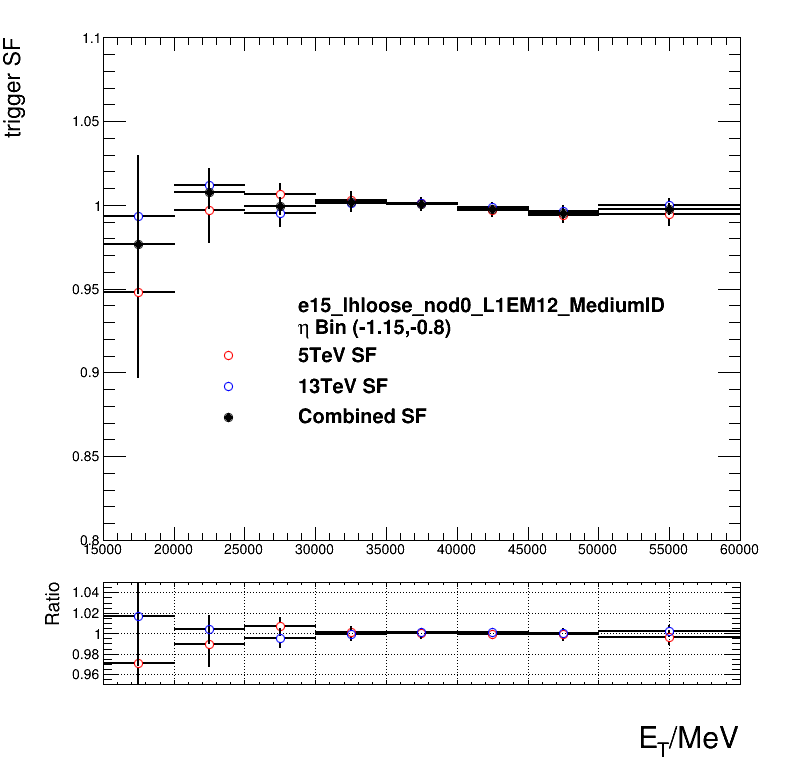 trigger SF
1.1
1.05
1
0.95
0.9
0.85
0.8
e15_lhloose_nod0_L1EM12_MediumID
η Bin (-1.15,-0.8)
5TeV SF
13TeV SF
Combined SF
15000 20000 25000 30000 35000 40000 45000 50000 55000 60000
Ratio
1.04
1.02
1
0.98
0.96
E_T/MeV